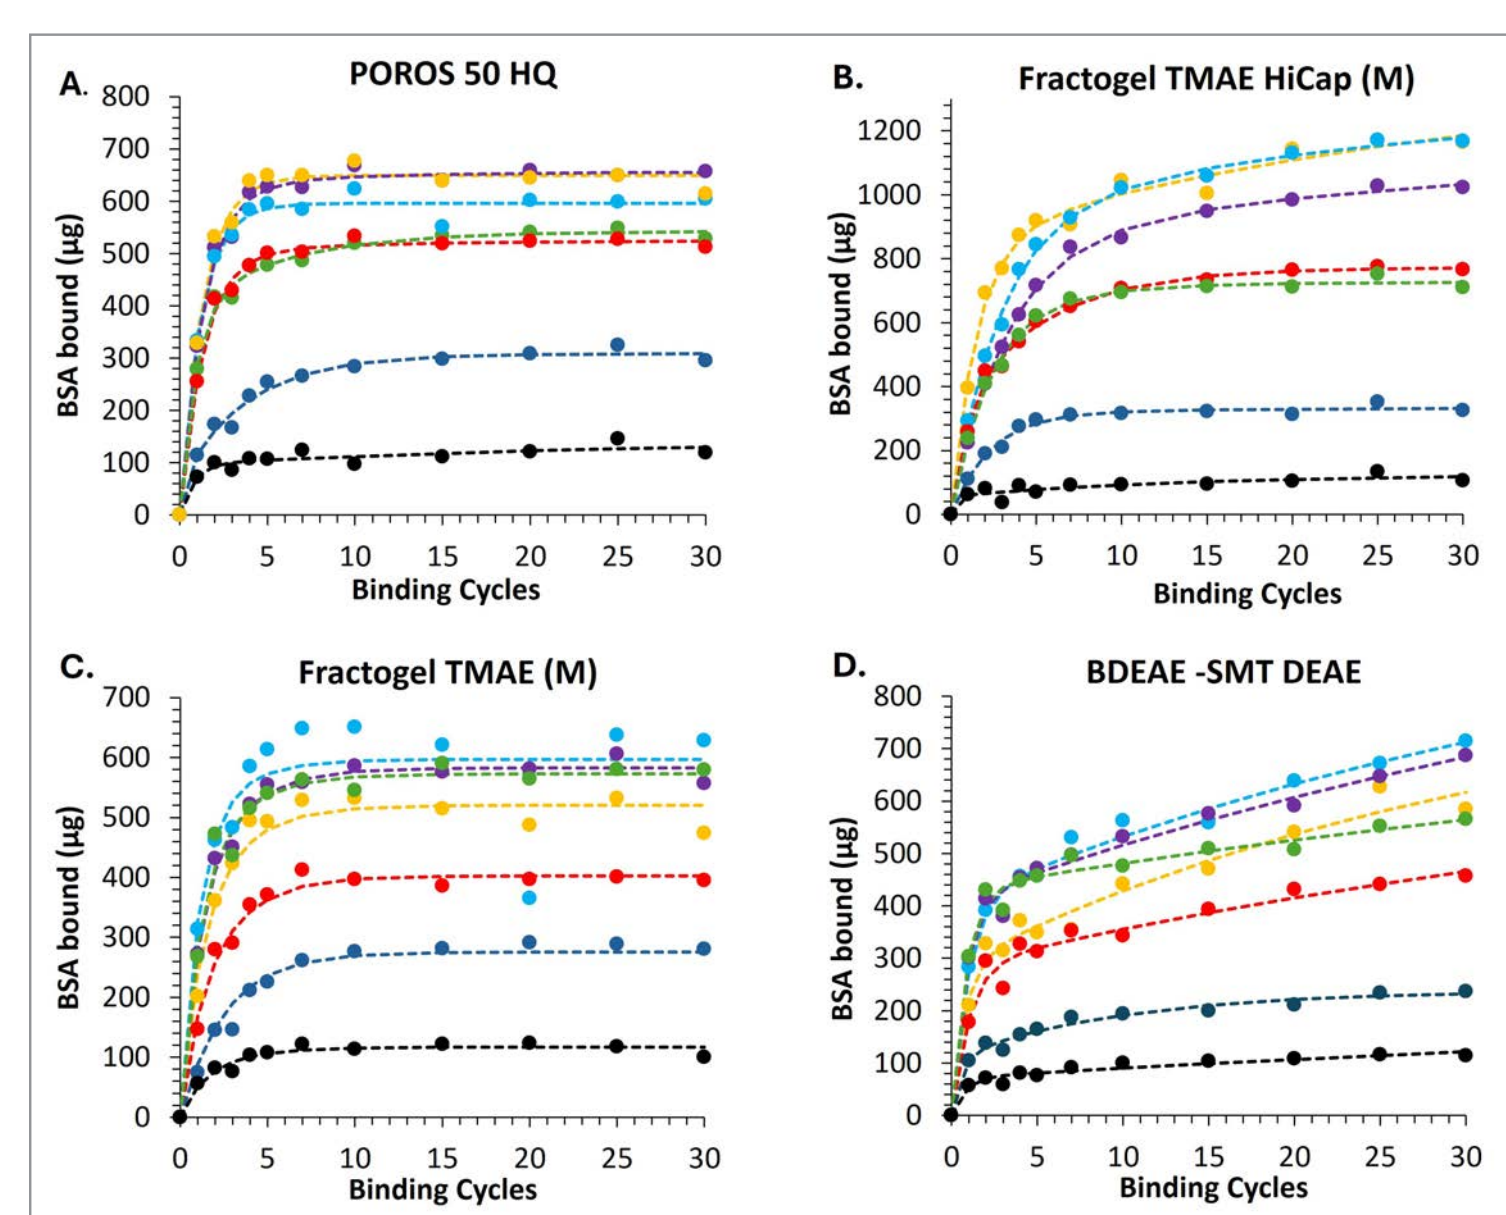 A. POROS 50 HQ
BSA bound (µg)
800
700
600
500
400
300
200
100
0
0 5 10 15 20 25 30
Binding Cycles
B. Fractogel TMAE HiCap (M)
BSA bound (µg)
1200
1000
800
600
400
200
0
0 5 10 15 20 25 30
Binding Cycles
C. Fractogel TMAE (M)
BSA bound (µg)
700
600
500
400
300
200
100
0
0 5 10 15 20 25 30
Binding Cycles
D. BDEAE -SMT DEAE
BSA bound (µg)
800
700
600
500
400
300
200
100
0
0 5 10 15 20 25 30
Binding Cycles